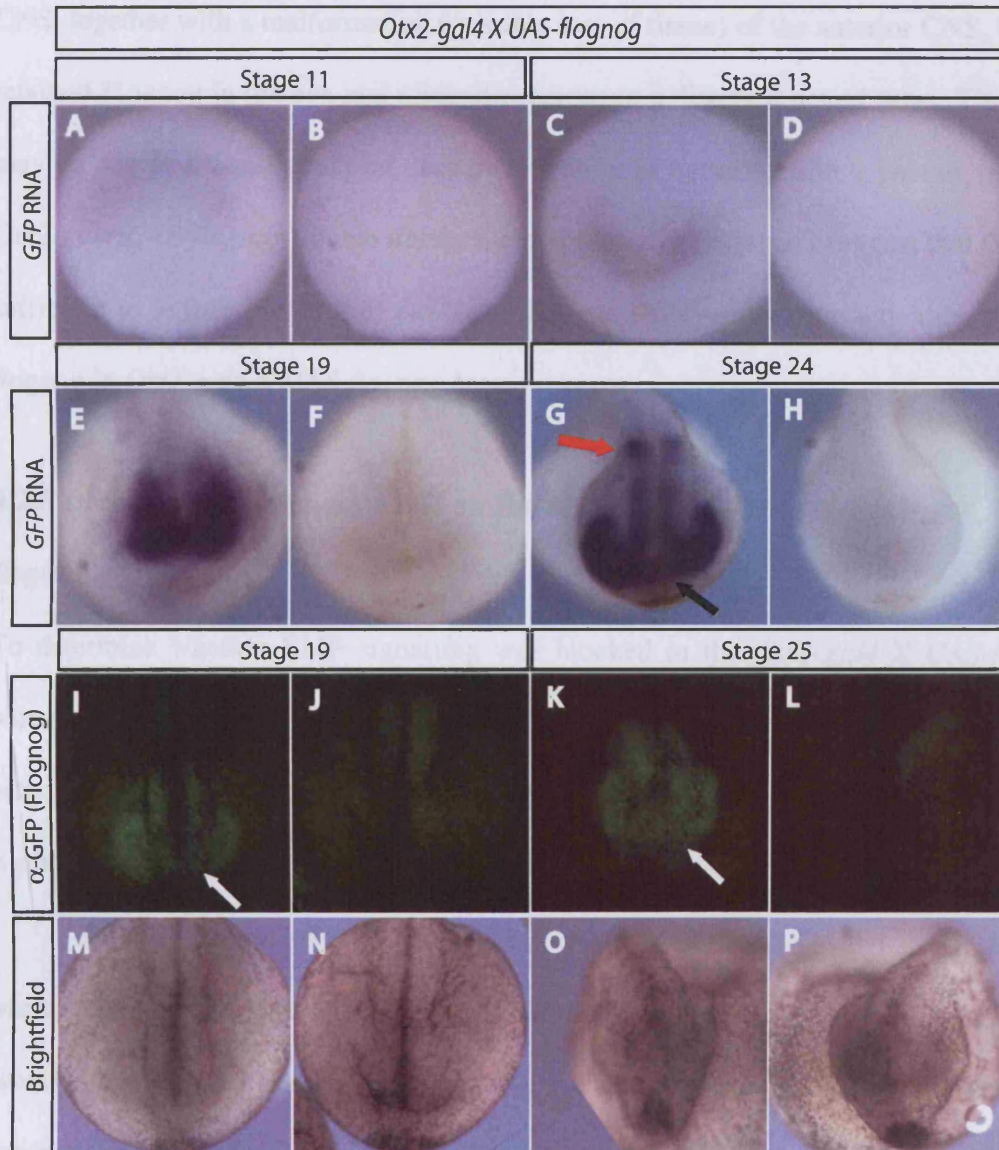 Otx2-gal4 X UAS-flognog
Stage 11
Stage 13
A
B
C
D
GFP RNA
Stage 19
Stage 24
E
F
G
H
GFP RNA
Stage 19
Stage 25
I
J
K
L
α-GFP (Flognog)
M
N
O
P
Brightfield